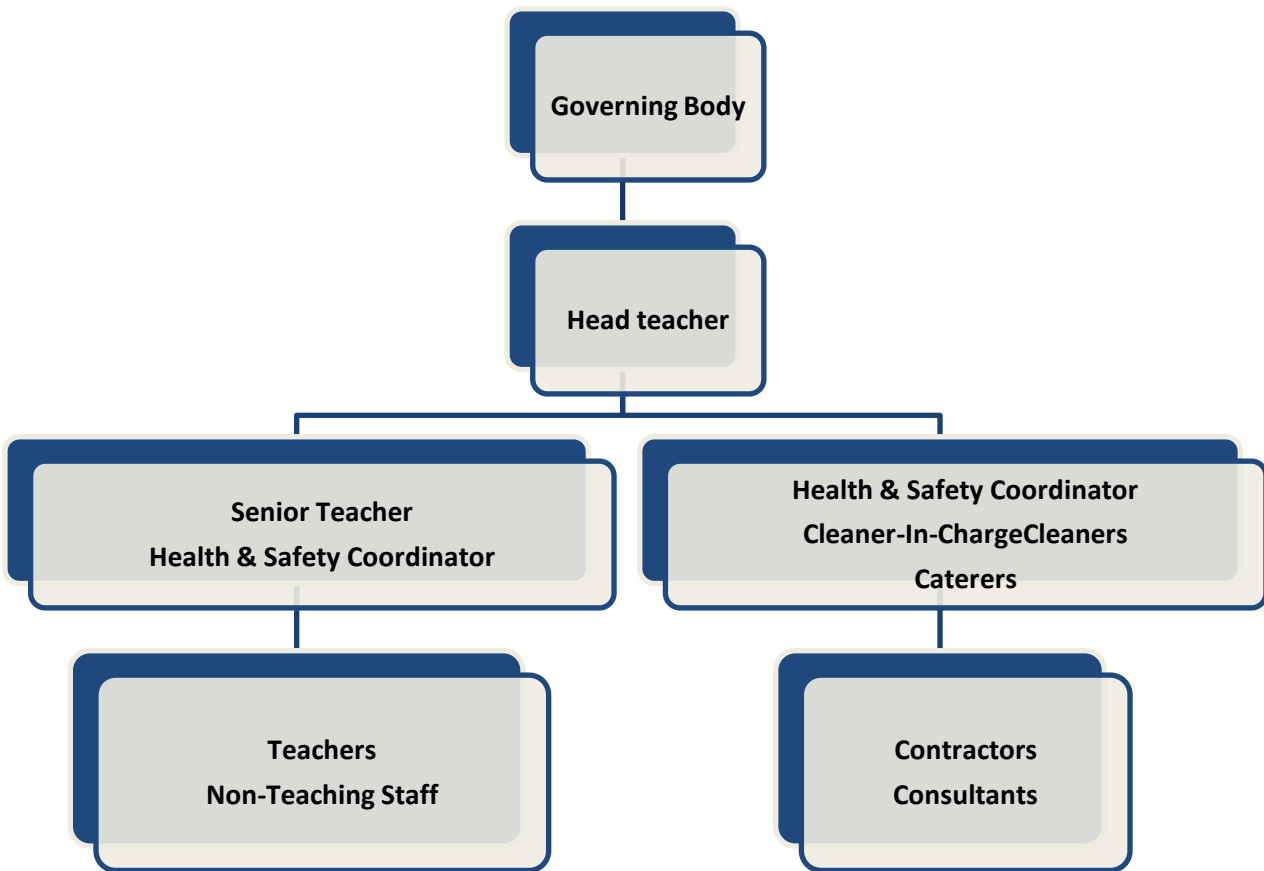 Governing Body
Head teacher
Senior Teacher
Health & Safety Coordinator
Health & Safety Coordinator
Cleaner-In-ChargeCleaners
Caterers
Teachers
Non-Teaching Staff
Contractors
Consultants